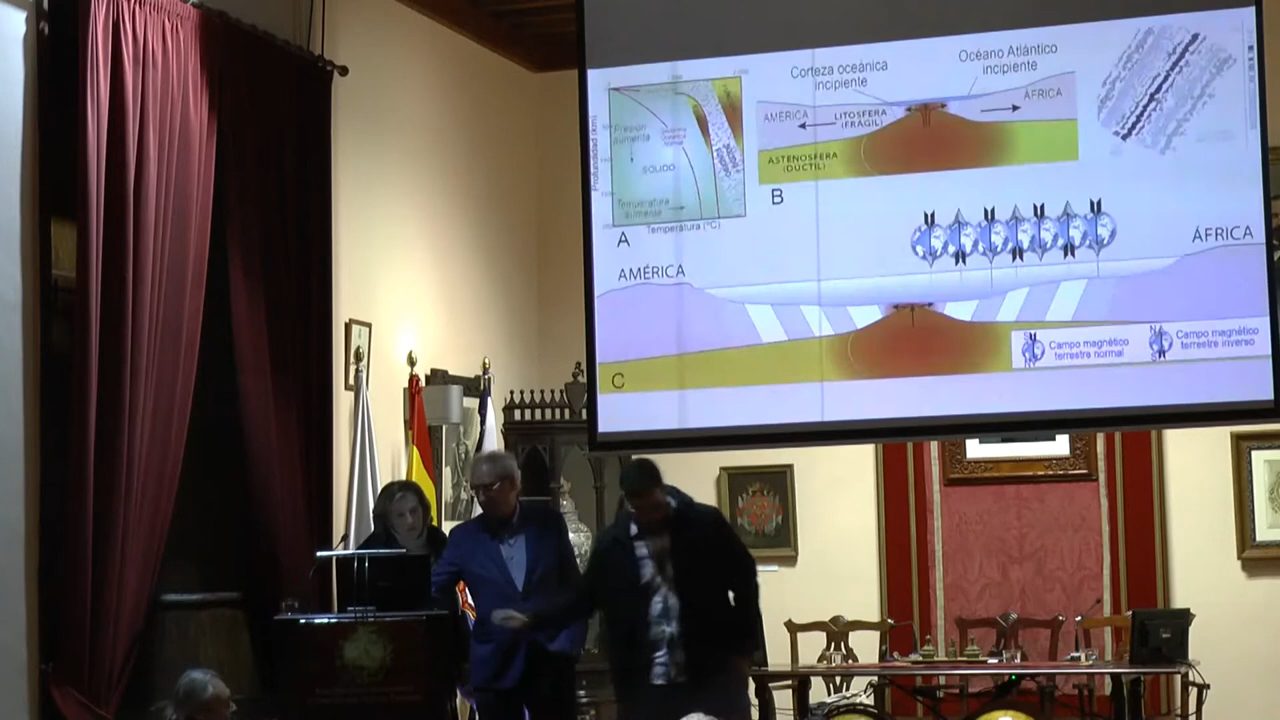 Corteza oceánica
incipiente
Océano Atlántico
incipiente
Profundidad (km)
Presión
aumenta
SÓLIDO
Temperatura
aumenta
Temperatura (°C)
A
AMÉRICA
LITOSFERA
(FRÁGIL)
ÁFRICA
ASTENOSFERA
(DÚCTIL)
B
AMÉRICA
ÁFRICA
Campo magnético
terrestre normal
Campo magnético
terrestre inverso
C